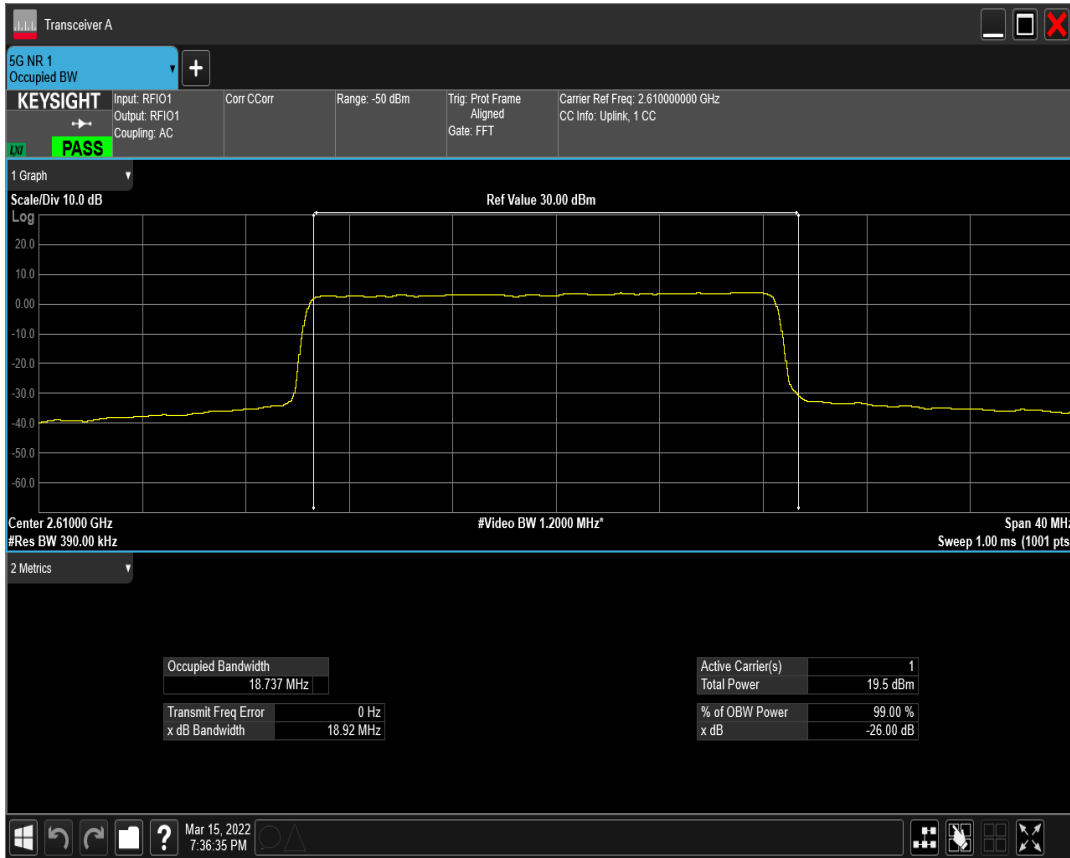 Transceiver A
5G NR 1
Occupied BW
KEYSIGHT
LXI
PASS
Input: RFIO1
Output: RFIO1
Coupling: AC
Corr CCorr
Range: -50 dBm
Trig: Prot Frame
Aligned
Gate: FFT
Carrier Ref Freq: 2.610000000 GHz
CC Info: Uplink, 1 CC
1 Graph
Scale/Div 10.0 dB
Ref Value 30.00 dBm
Log
20.0
10.0
0.00
-10.0
-20.0
-30.0
-40.0
-50.0
-60.0
Center 2.61000 GHz
#Video BW 1.2000 MHz*
Span 40 MHz
#Res BW 390.00 kHz
Sweep 1.00 ms (1001 pts
2 Metrics
Occupied Bandwidth
18.737 MHz
Transmit Freq Error 0 Hz
x dB Bandwidth 18.92 MHz
Active Carrier(s) 1
Total Power 19.5 dBm
% of OBW Power 99.00 %
x dB -26.00 dB
?
Mar 15, 2022
7:36:35 PM